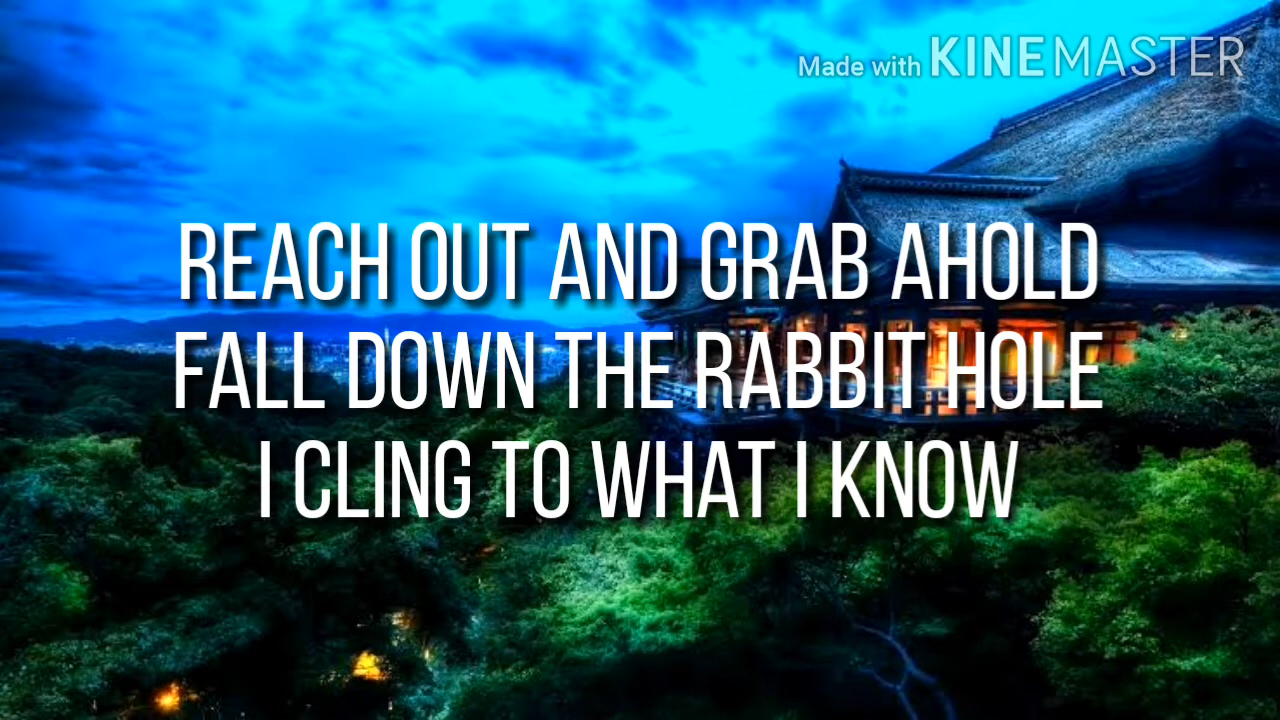 Made with KINEMASTER
REACH OUT AND GRAB AHOLD
FALL DOWN THE RABBIT HOLE
I CLING TO WHAT I KNOW